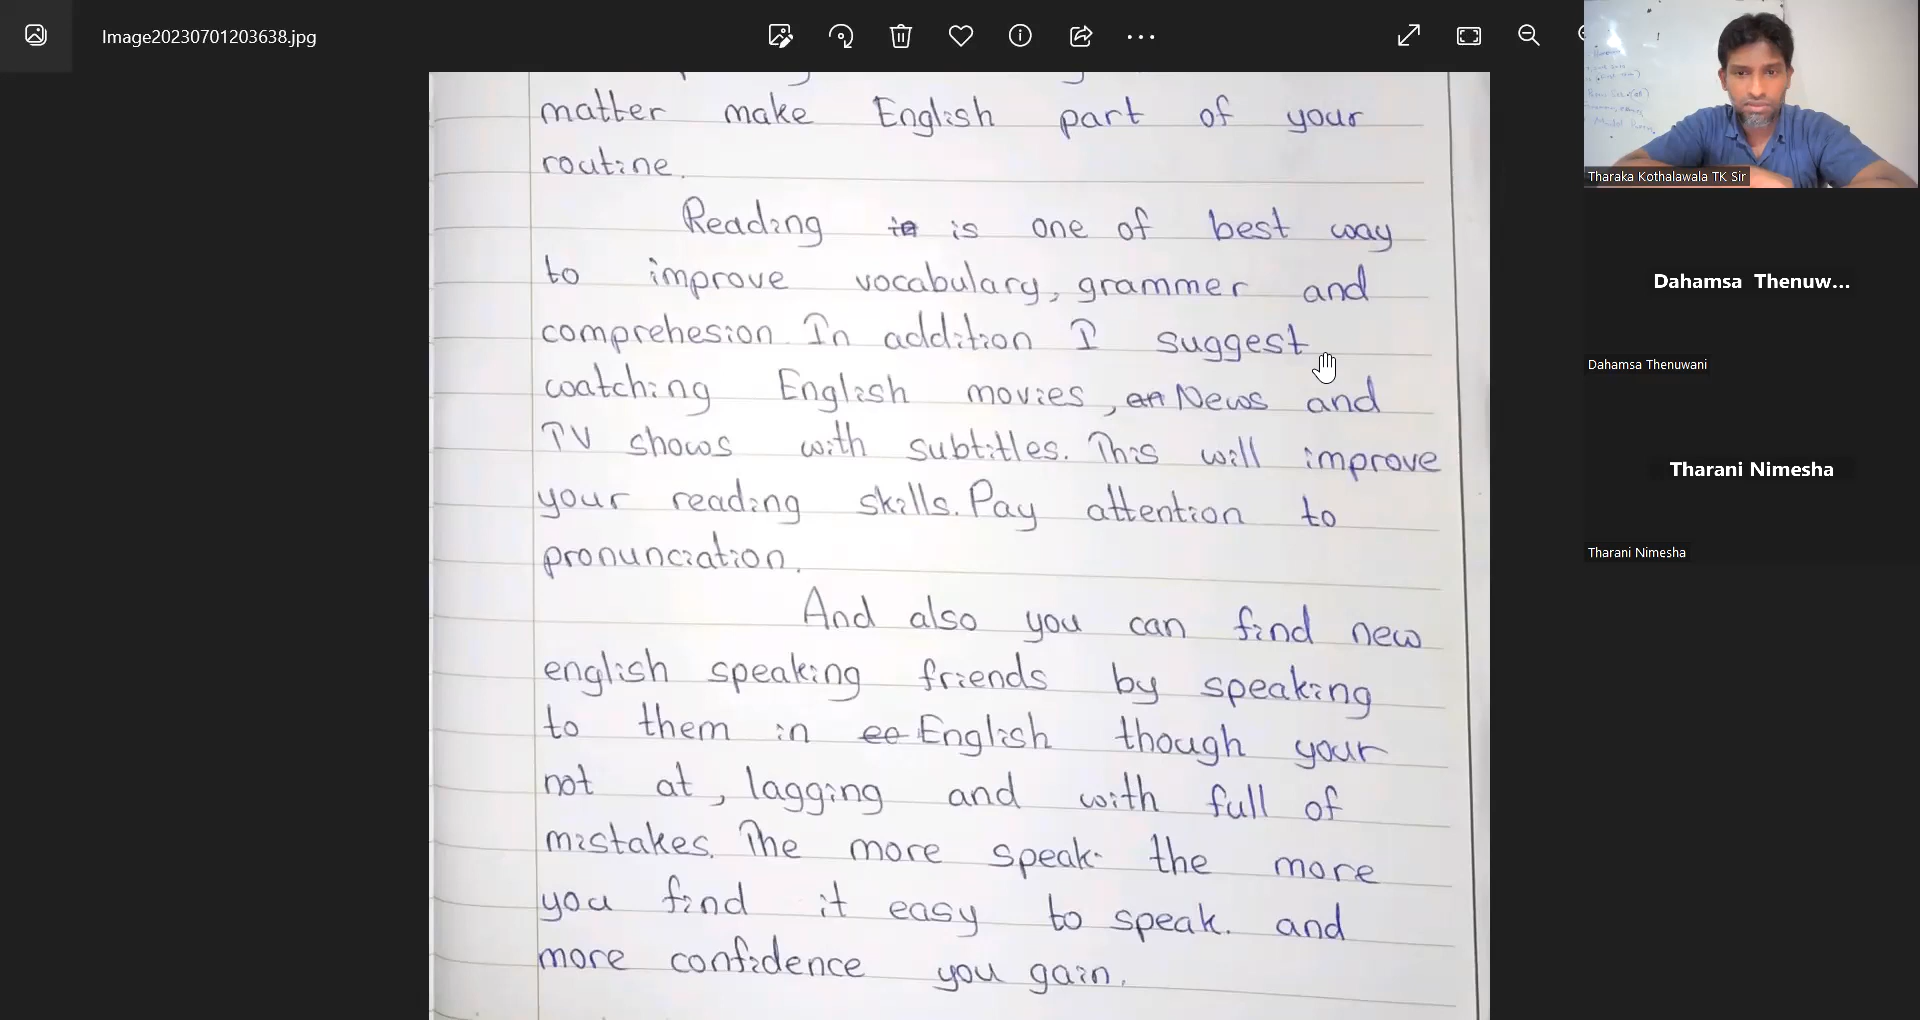 Image20230701203638.jpg
matter make English part of your
routine.
Reading is one of best way
to improve vocabulary, grammer and
comprehesion. In addition I suggest
watching English movies, News and
TV shows with subtitles. This will improve
your reading skills. Pay attention to
pronunciation.
And also you can find new
english speaking friends by speaking
to them in English though your
not at, lagging and with full of
mistakes. The more speak the more
you find it easy to speak. and
more confidence you gain.
Tharaka Kothalawala TK Sir
Dahamsa Thenuw...
Dahamsa Thenuwani
Tharani Nimesha
Tharani Nimesha